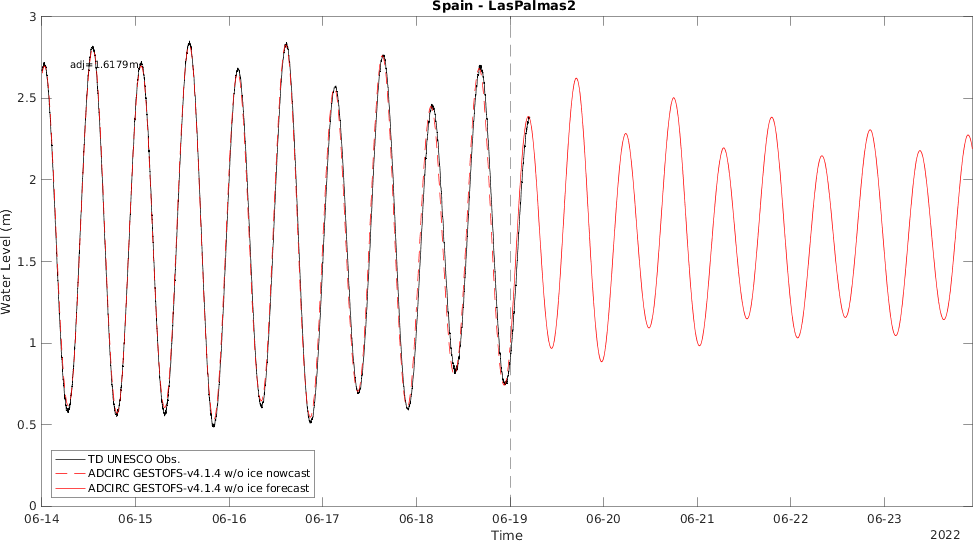 Spain - LasPalmas2
3
adj=1.6179m
2.5
2
Water Level (m)
1.5
1
0.5
TD UNESCO Obs.
ADCIRC GESTOFS-v4.1.4 w/o ice nowcast
ADCIRC GESTOFS-v4.1.4 w/o ice forecast
0
06-14 06-15 06-16 06-17 06-18 06-19 06-20 06-21 06-22 06-23
Time
2022